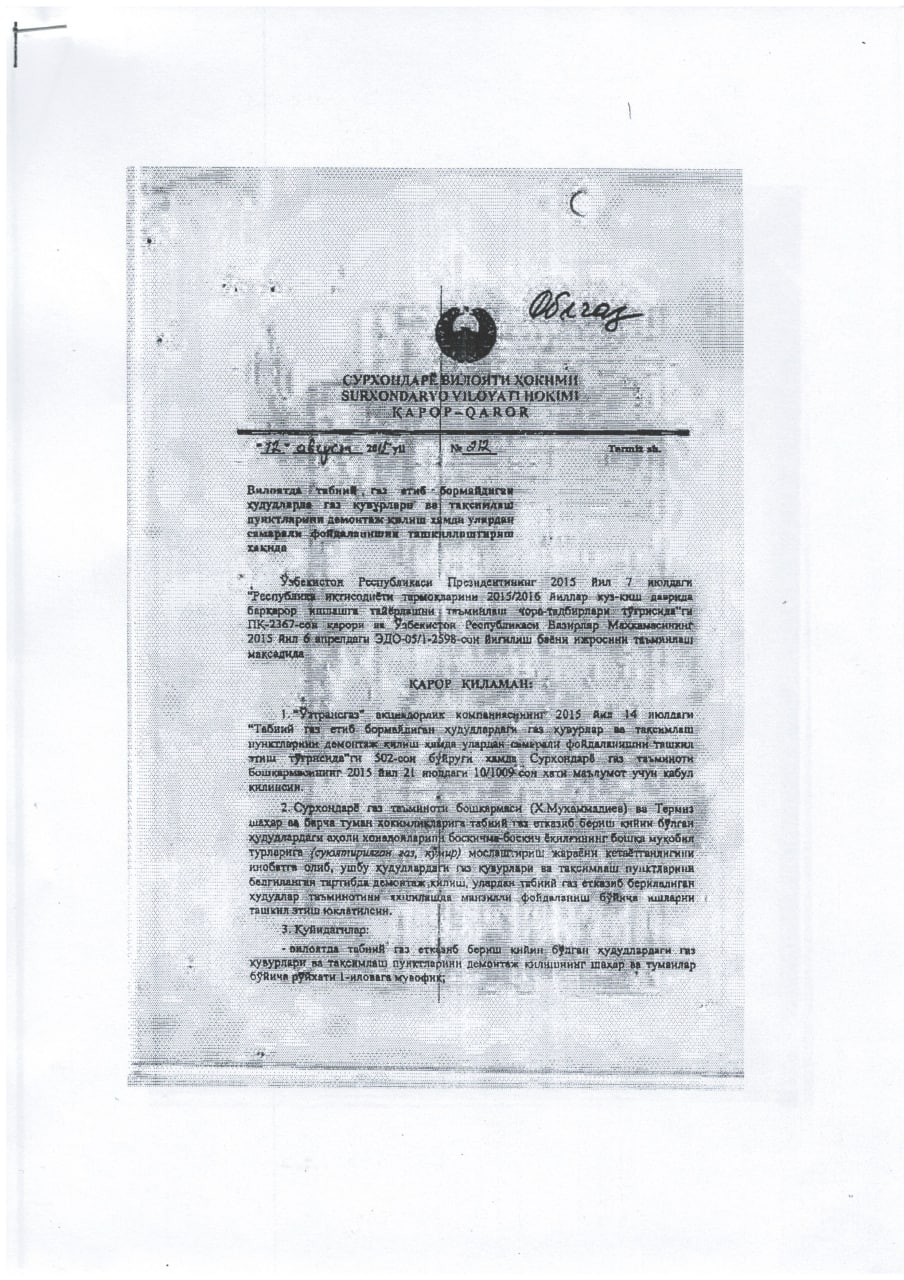 Облгаз
СУРХОНДАРЁ ВИЛОЯТИ ҲОКИМИ
SURXONDARYO VILOYATI HOKIMI
ҚАРОР-QAROR
"12" август 2015 yil № 212 Termiz sh.
Вилоятда табиий газ етиб бормайдиган
ҳудудларда газ қувурлари ва тақсимлаш
пунктларини демонтаж қилиш ҳамда улардан
самарали фойдаланишни ташкиллаштириш
ҳақида
Ўзбекистон Республикаси Президентининг 2015 йил 7 июлдаги
"Республика иқтисодиёти тармоқларини 2015/2016 йиллар куз-қиш даврида
барқарор ишлашга тайёрлашни таъминлаш чора-тадбирлари тўғрисида"ги
ПҚ-2367-сон қарори ва Ўзбекистон Республикаси Вазирлар Маҳкамасининг
2015 йил 6 апрелдаги ЭДО-05/1-2598-сон йиғилиш баёни ижросини таъминлаш
мақсадида
ҚАРОР ҚИЛАМАН:
1. "Ўзтрансгаз" акциядорлик компаниясининг 2015 йил 14 июлдаги
"Табиий газ етиб бормайдиган ҳудудлардаги газ қувурлар ва тақсимлаш
пунктларини демонтаж қилиш ҳамда улардан самарали фойдаланишни ташкил
этиш тўғрисида"ги 502-сон буйруғи ҳамда Сурхондарё газ таъминоти
Бошқармасининг 2015 йил 21 июлдаги 10/1009-сон хати маълумот учун қабул
қилинсин.
2. Сурхондарё газ таъминоти бошқармаси (Х.Мухаммадиев) ва Термиз
шаҳар ва барча туман ҳокимликларига табиий газ етказиб бериш қийин бўлган
ҳудудлардаги аҳоли хонадонларини босқичма-босқич ёқилғининг бошқа муқобил
турларига (суюлтирилган газ, кўмир) мослаштириш жараёни кетаётганлигини
инобатга олиб, ушбу ҳудудлардаги газ қувурлари ва тақсимлаш пунктларини
белгиланган тартибда демонтаж қилиш, улардан табиий газ етказиб бериладиган
ҳудудлар таъминотини яхшилашда манзилли фойдаланиш бўйича ишларни
ташкил этиш юклатилсин.
3. Қуйидагилар:
- вилоятда табиий газ етказиб бериш қийин бўлган ҳудудлардаги газ
қувурлари ва тақсимлаш пунктларини демонтаж қилишнинг шаҳар ва туманлар
бўйича рўйхати 1-иловага мувофиқ;